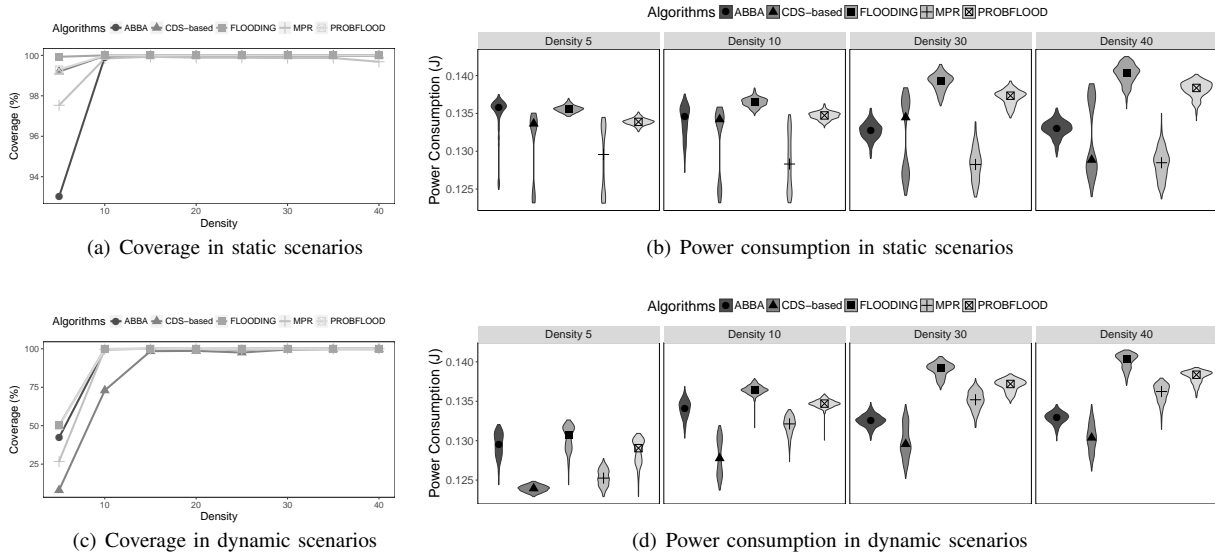 Algorithms ABBA CDS-based FLOODING MPR PROBFLOOD
Coverage (%)
100
98
96
94
10
20
30
40
Density
(a) Coverage in static scenarios
Algorithms ABBA CDS-based FLOODING MPR PROBFLOOD
Density 5
Density 10
Density 30
Density 40
Power Consumption (J)
0.140
0.135
0.130
0.125
(b) Power consumption in static scenarios
Algorithms ABBA CDS-based FLOODING MPR PROBFLOOD
Coverage (%)
100
75
50
25
10
20
30
40
Density
(c) Coverage in dynamic scenarios
Algorithms ABBA CDS-based FLOODING MPR PROBFLOOD
Density 5
Density 10
Density 30
Density 40
Power Consumption (J)
0.140
0.135
0.130
0.125
(d) Power consumption in dynamic scenarios